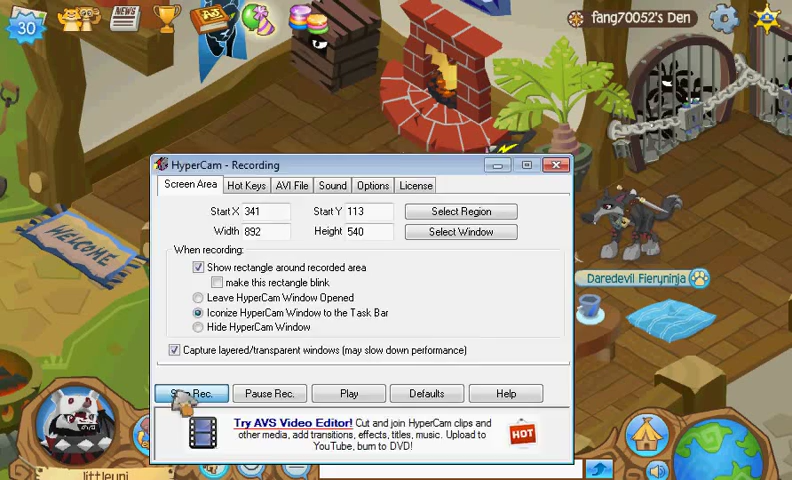 30
NEWS
fang70052's Den
HyperCam - Recording
Screen Area
Hot Keys
AVI File
Sound
Options
License
Start X 341
Start Y 113
Select Region
Width 892
Height 540
Select Window
When recording:
Show rectangle around recorded area
make this rectangle blink
Leave HyperCam Window Opened
Iconize HyperCam Window to the Task Bar
Hide HyperCam Window
Capture layered/transparent windows (may slow down performance)
Rec.
Pause Rec.
Play
Defaults
Help
Try AVS Video Editor! Cut and join HyperCam clips and
other media, add transitions, effects, titles, music. Upload to
YouTube, burn to DVD!
HOT
WELCOME
Daredevil Fieryninja
littleuni